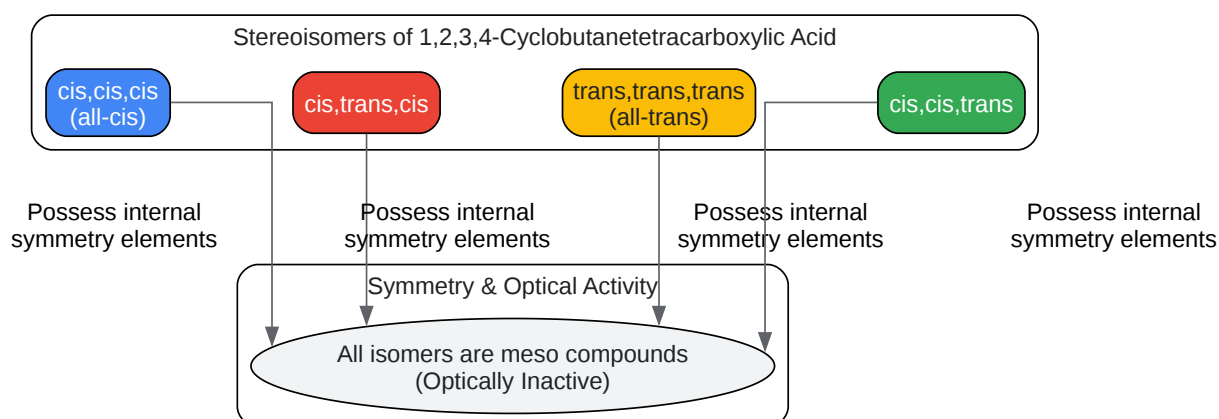 Stereoisomers of 1,2,3,4-Cyclobutanetetracarboxylic Acid
cis,cis,cis
(all-cis)
cis,trans,cis
trans,trans,trans
(all-trans)
cis,cis,trans
Possess internal
symmetry elements
Possess internal
symmetry elements
Possess internal
symmetry elements
Possess internal
symmetry elements
Symmetry & Optical Activity
All isomers are meso compounds
(Optically Inactive)